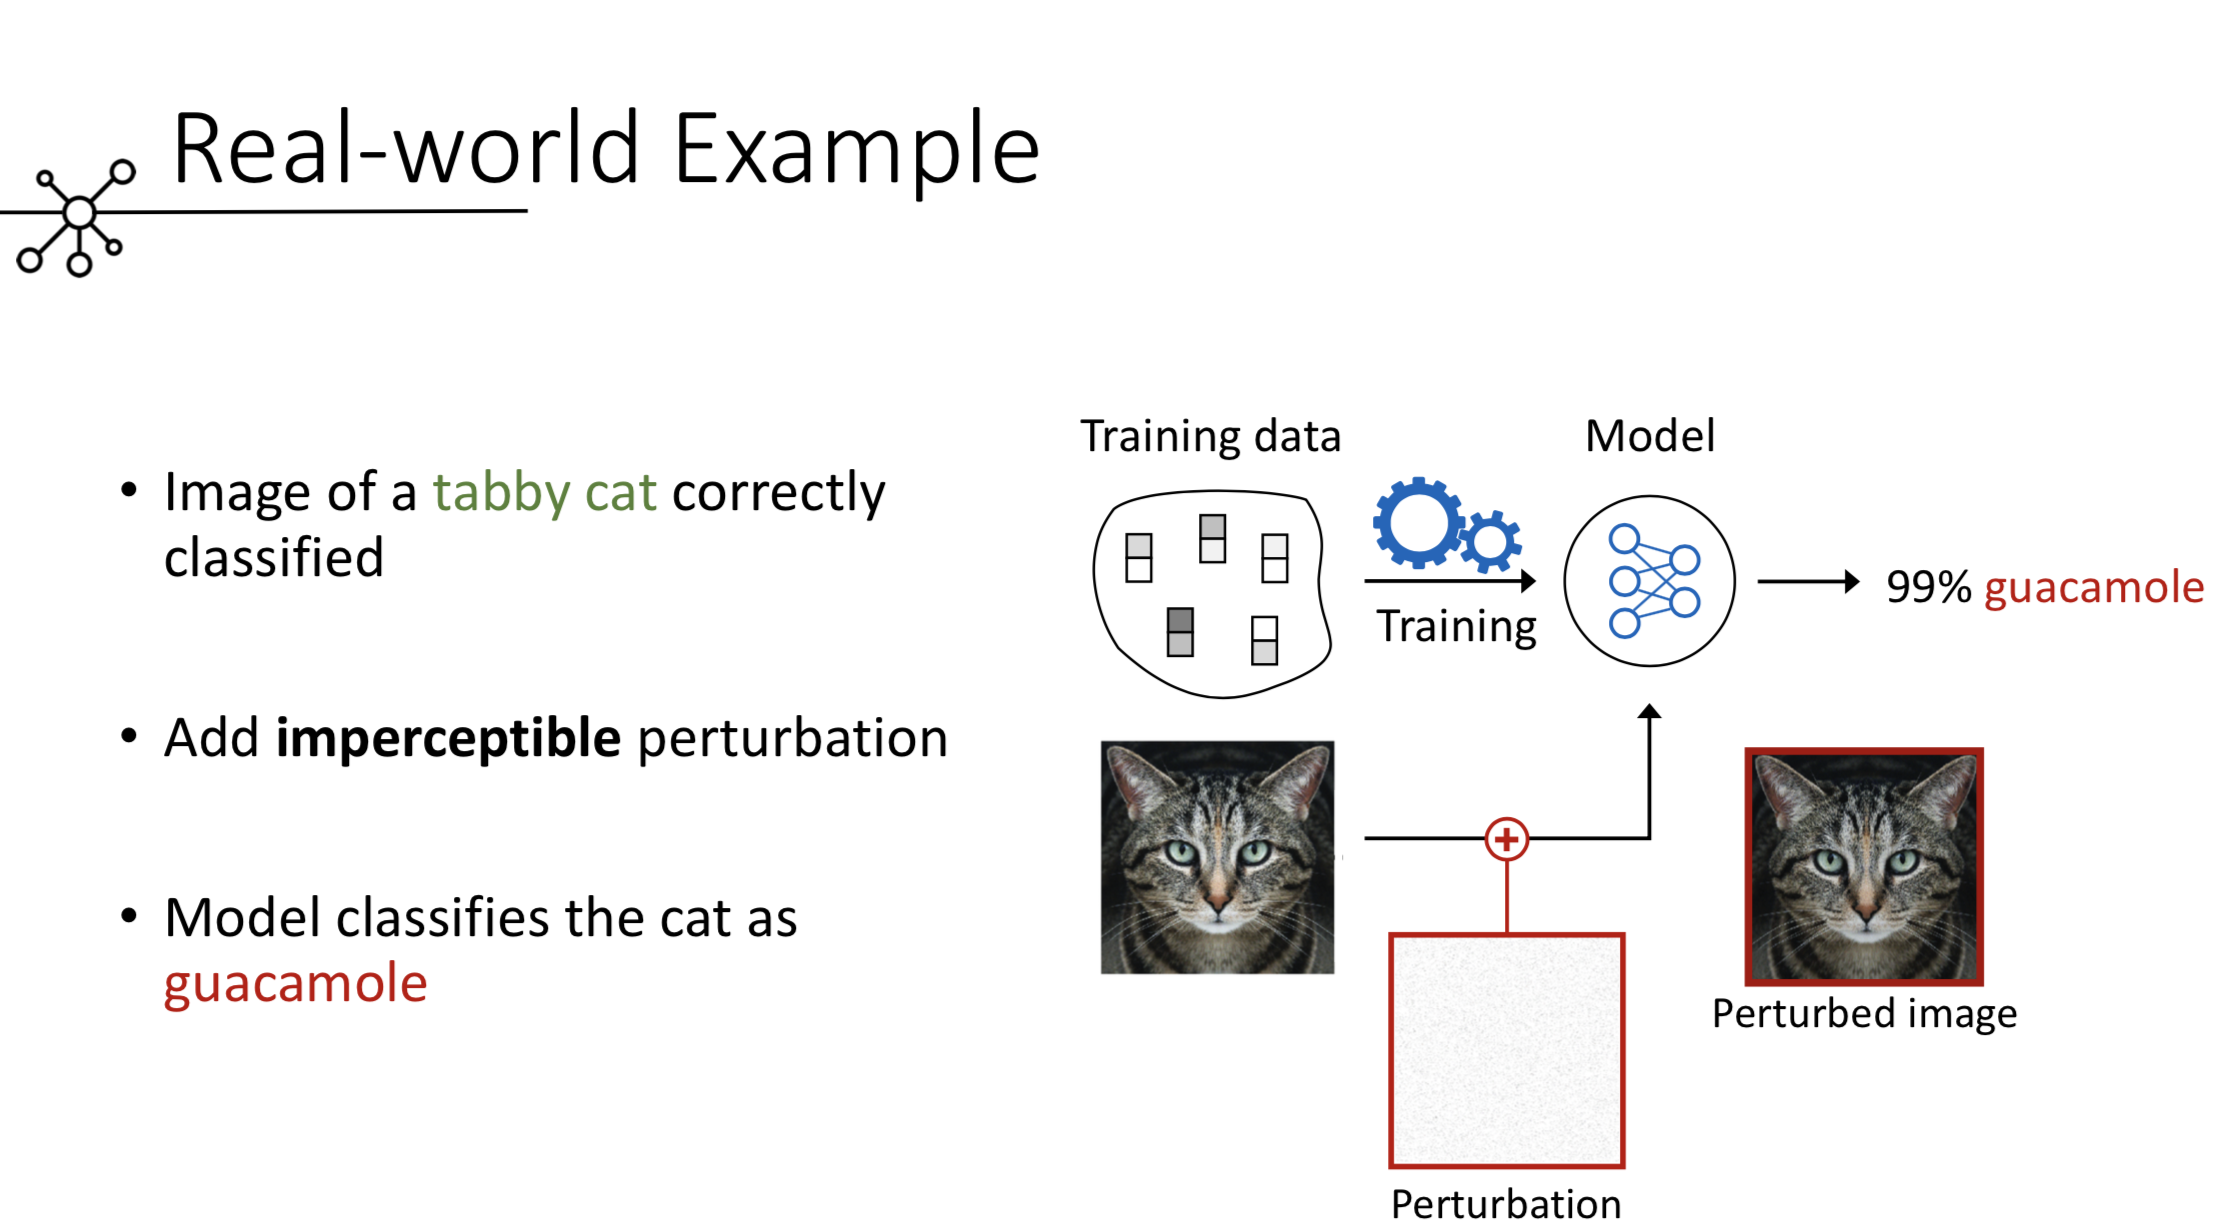 Real-world Example
• Image of a tabby cat correctly
classified
• Add imperceptible perturbation
• Model classifies the cat as
guacamole
Training data
Model
Training
99% guacamole
Perturbed image
Perturbation